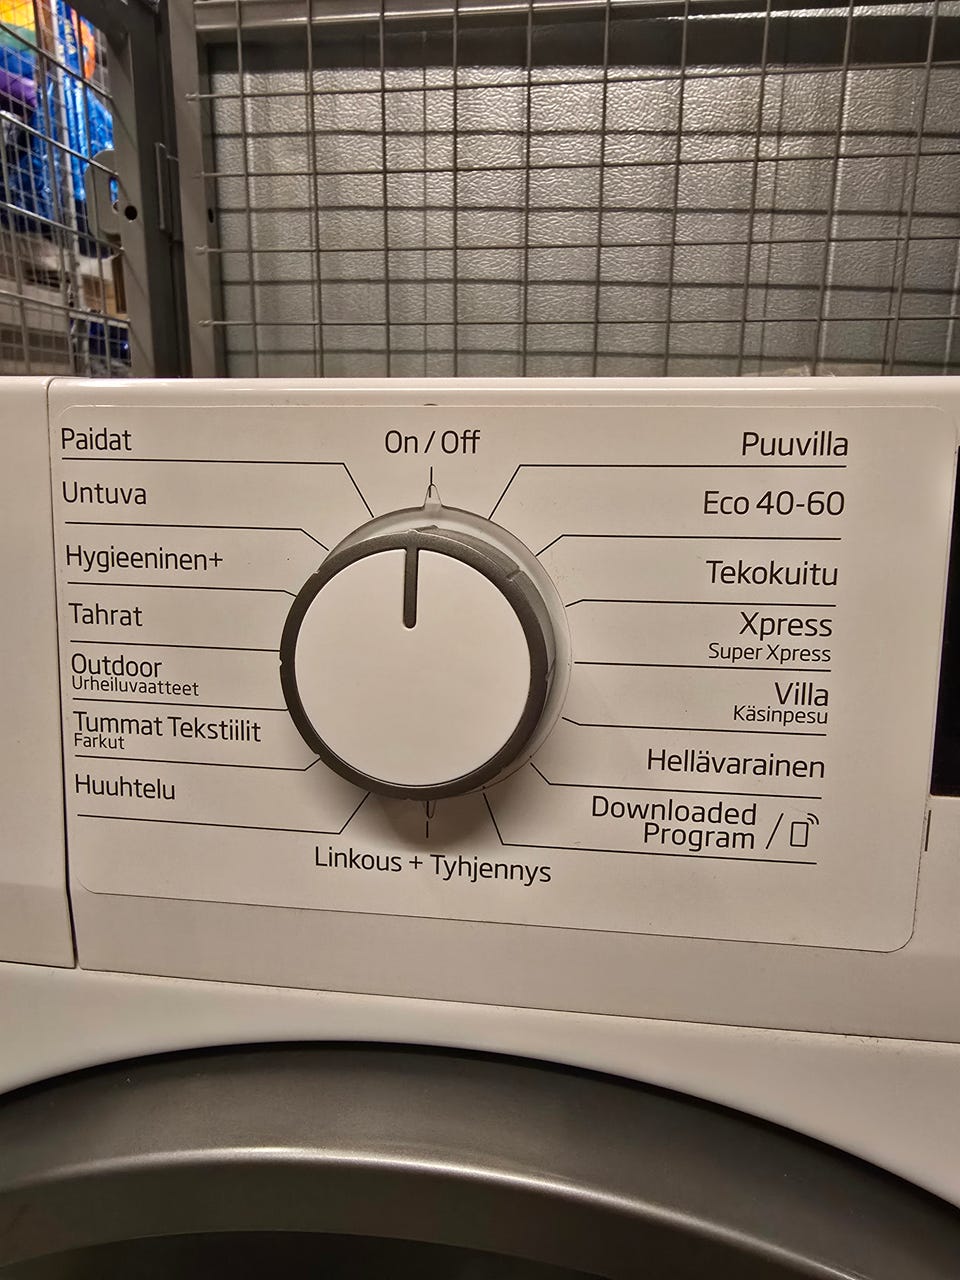 On / Off
Paidat
Untuva
Hygieeninen+
Tahrat
Outdoor
Urheiluvaatteet
Tummat Tekstiilit
Farkut
Huuhtelu
Puuvilla
Eco 40-60
Tekokuitu
Xpress
Super Xpress
Villa
Käsinpesu
Hellävarainen
Downloaded
Program /
Linkous + Tyhjennys